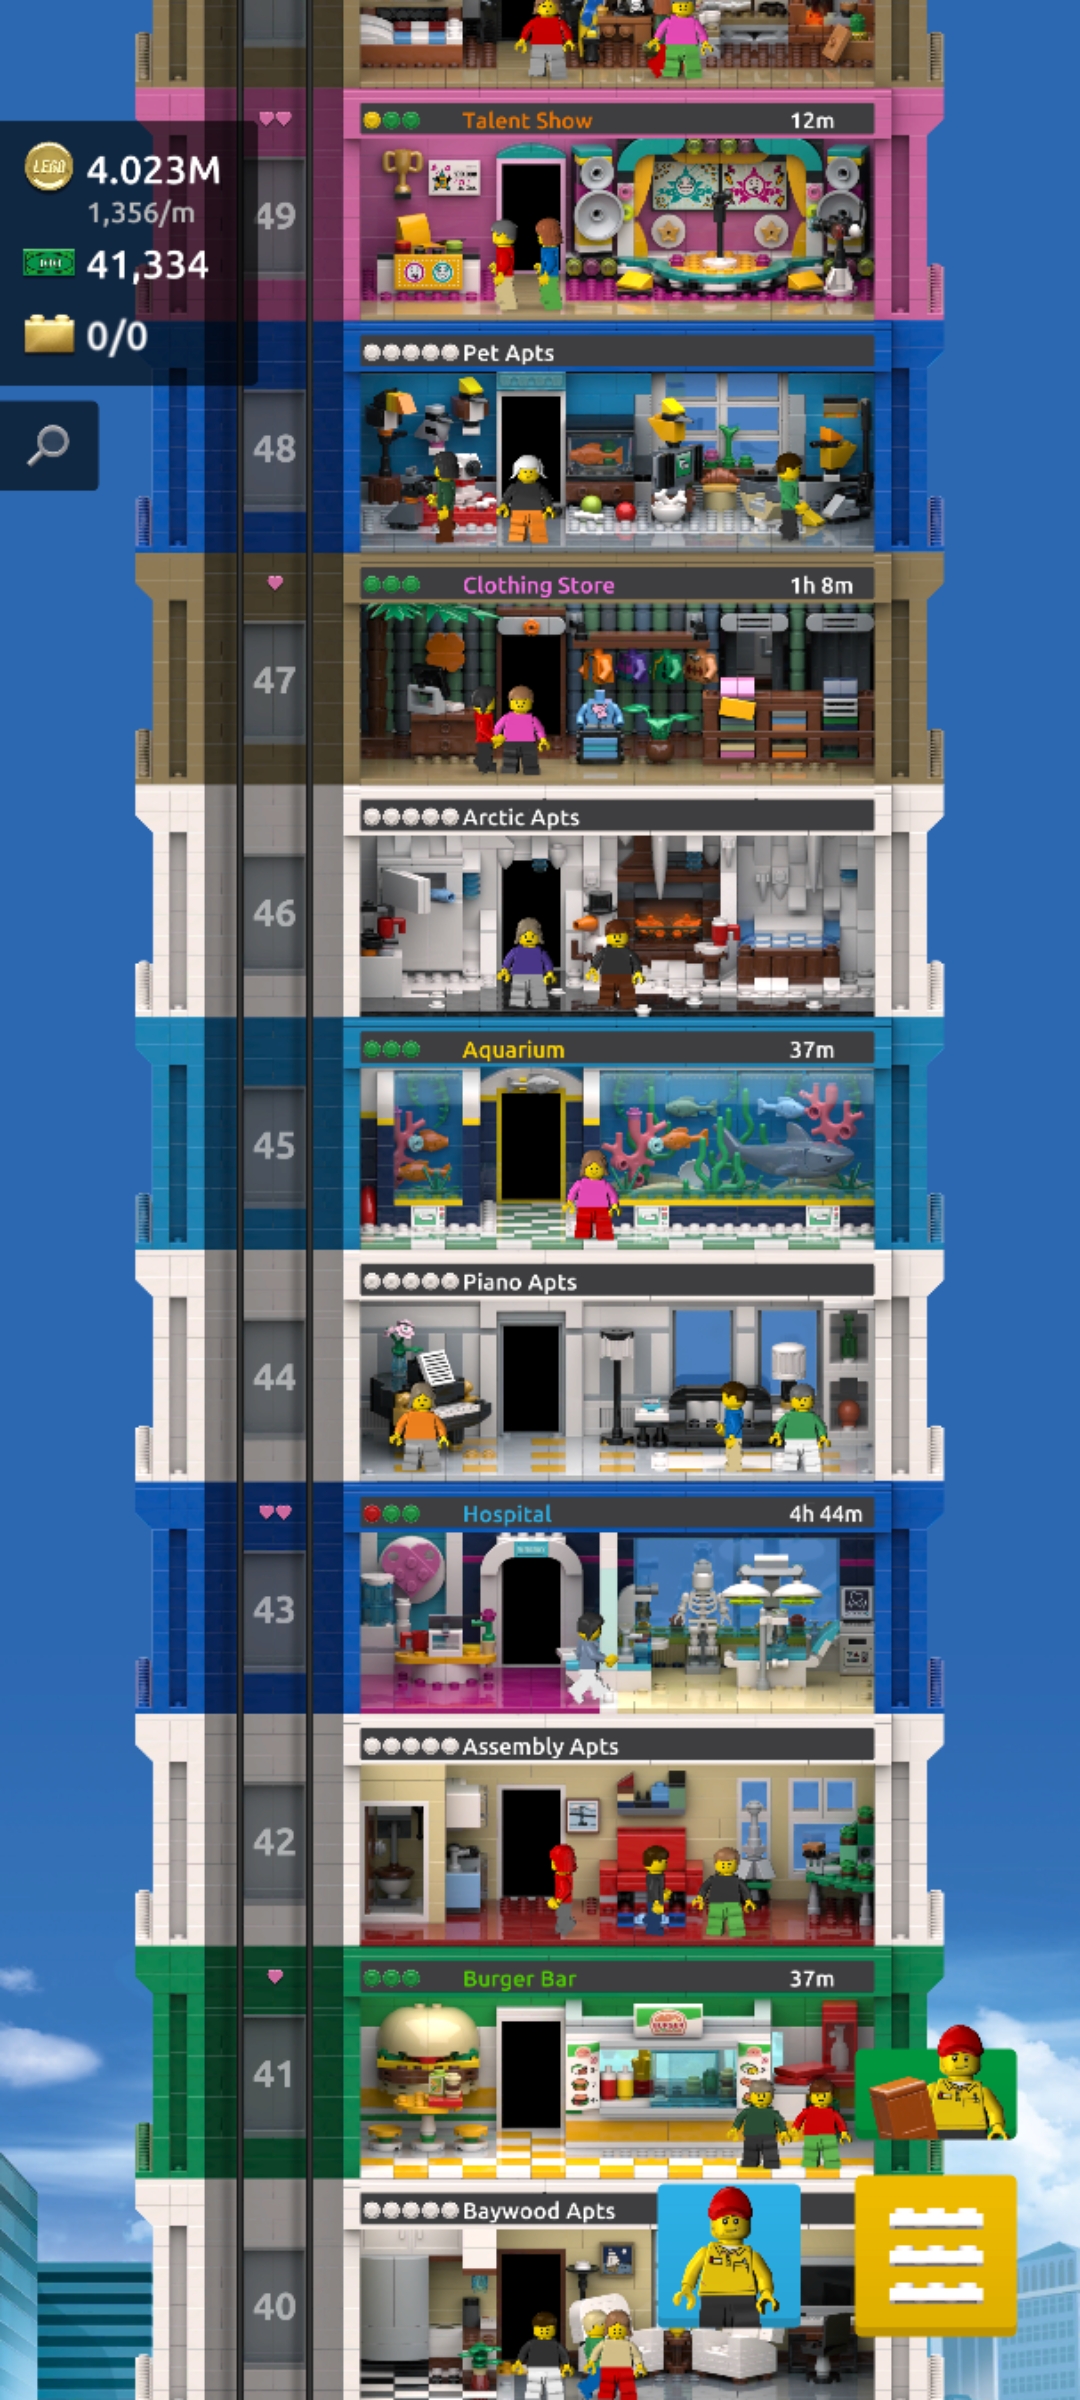 Talent Show 12m
LEGO 4.023M
1,356/m
49
41,334
0/0
Pet Apts
48
Clothing Store 1h 8m
47
Arctic Apts
46
Aquarium 37m
45
Piano Apts
44
Hospital 4h 44m
43
Assembly Apts
42
Burger Bar 37m
41
Baywood Apts
40